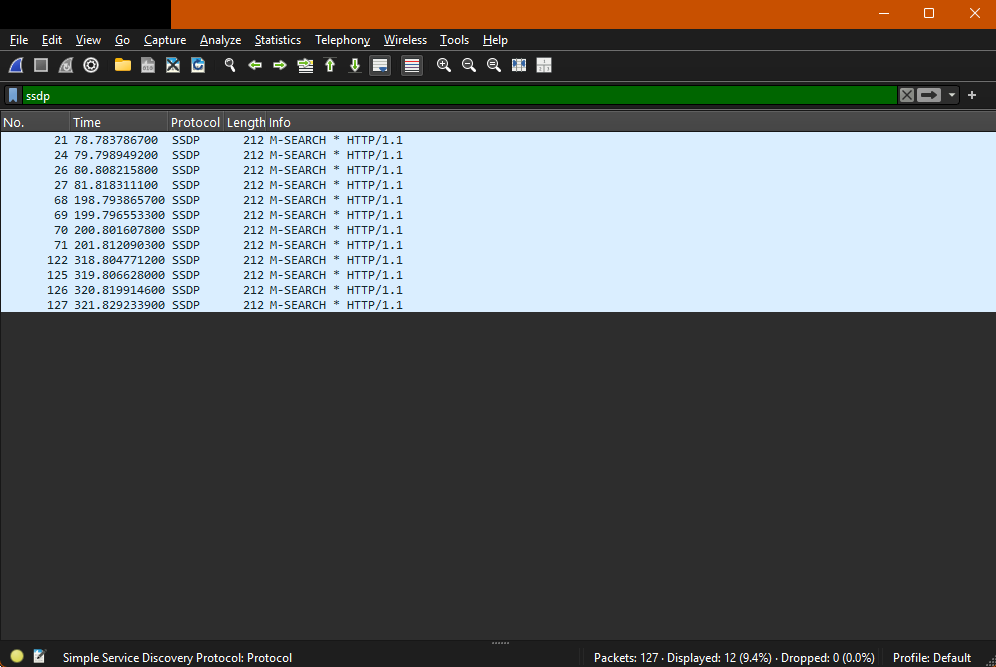 File Edit View Go Capture Analyze Statistics Telephony Wireless Tools Help
ssdp
No. Time Protocol Length Info
21 78.783786700 SSDP 212 M-SEARCH * HTTP/1.1
24 79.798949200 SSDP 212 M-SEARCH * HTTP/1.1
26 80.808215800 SSDP 212 M-SEARCH * HTTP/1.1
27 81.818311100 SSDP 212 M-SEARCH * HTTP/1.1
68 198.793865700 SSDP 212 M-SEARCH * HTTP/1.1
69 199.796553300 SSDP 212 M-SEARCH * HTTP/1.1
70 200.801607800 SSDP 212 M-SEARCH * HTTP/1.1
71 201.812090300 SSDP 212 M-SEARCH * HTTP/1.1
122 318.804771200 SSDP 212 M-SEARCH * HTTP/1.1
125 319.806628000 SSDP 212 M-SEARCH * HTTP/1.1
126 320.819914600 SSDP 212 M-SEARCH * HTTP/1.1
127 321.829233900 SSDP 212 M-SEARCH * HTTP/1.1
Simple Service Discovery Protocol: Protocol Packets: 127 · Displayed: 12 (9.4%) · Dropped: 0 (0.0%) Profile: Default